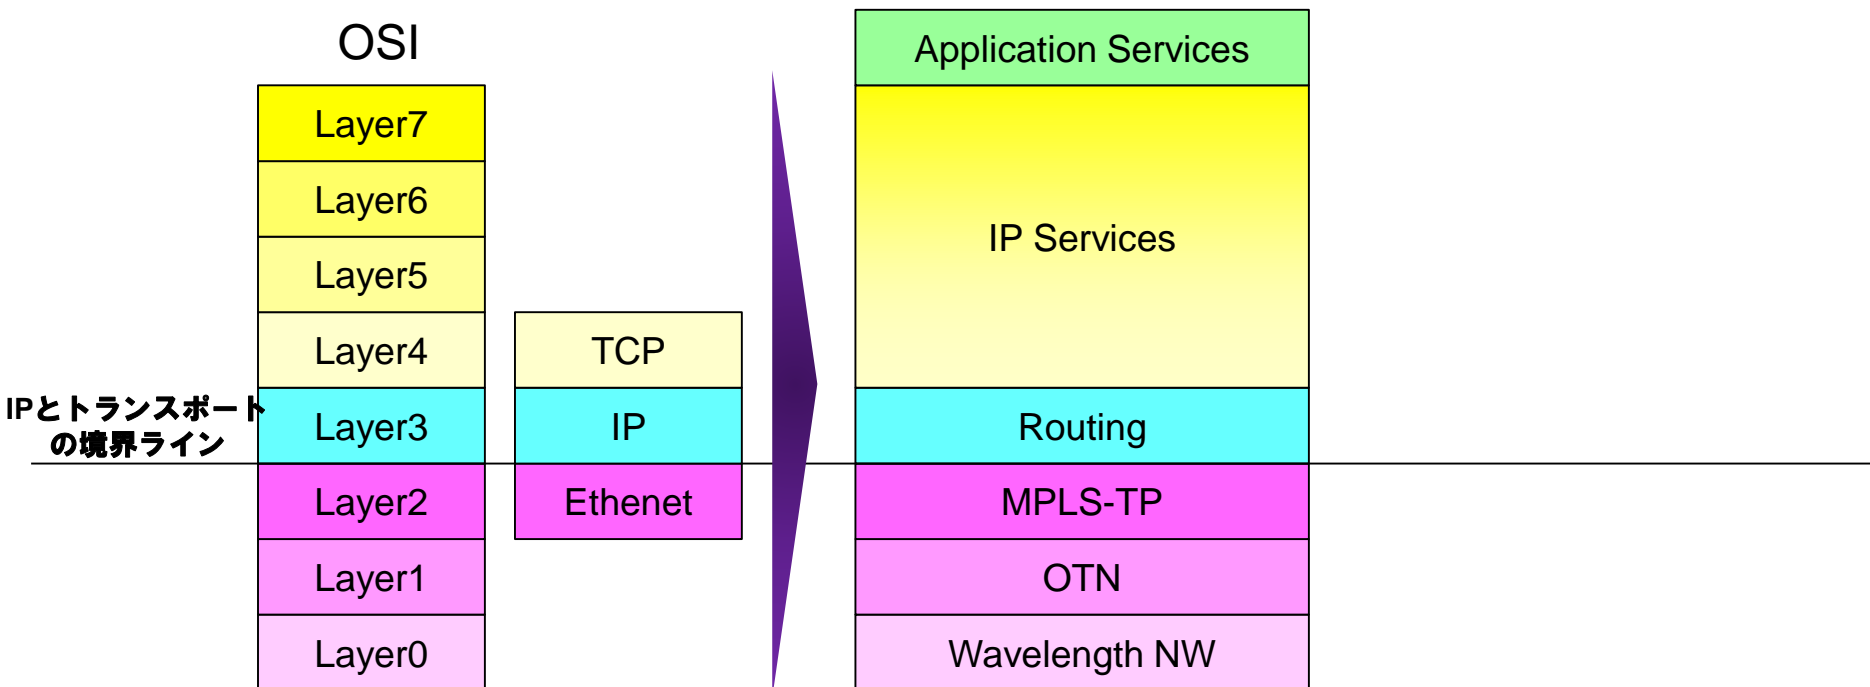 OSI
Layer7
Layer6
Layer5
Layer4
Layer3
Layer2
Layer1
Layer0
IPとトランスポート
の境界ライン
TCP
IP
Ethenet
Application Services
IP Services
Routing
MPLS-TP
OTN
Wavelength NW